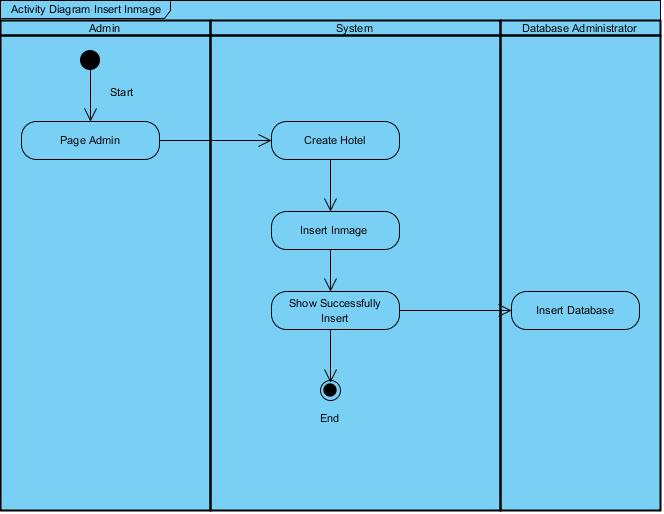 Activity Diagram Insert Inmage
Admin
System
Database Administrator
Start
Page Admin
Create Hotel
Insert Inmage
Show Successfully
Insert
Insert Database
End